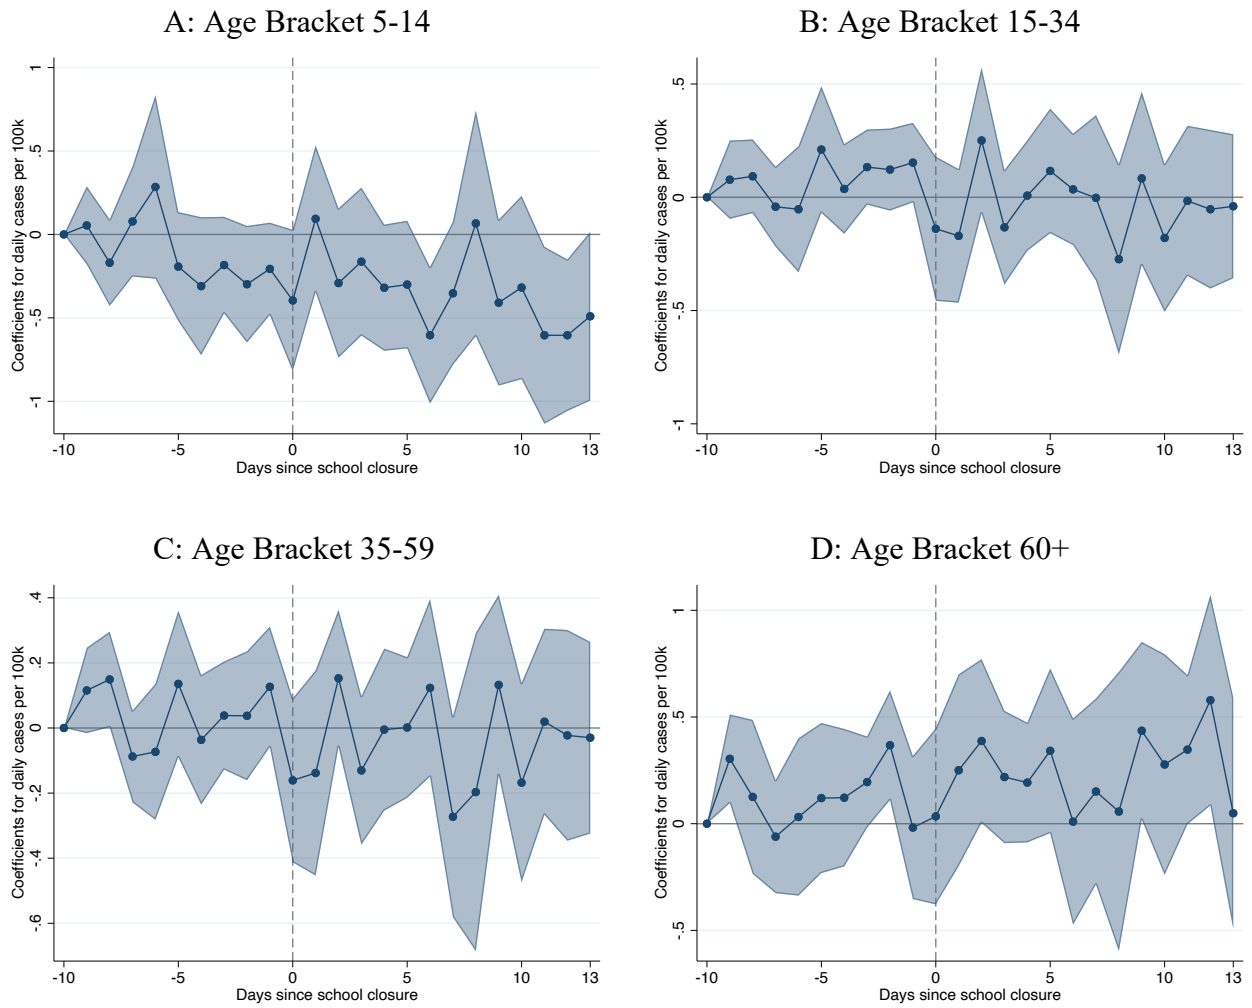 A: Age Bracket 5-14
Coefficients for daily cases per 100k
1
.5
0
-.5
-1
-10 -5 0 5 10 13
Days since school closure
B: Age Bracket 15-34
Coefficients for daily cases per 100k
.5
0
-.5
-1
-10 -5 0 5 10 13
Days since school closure
C: Age Bracket 35-59
Coefficients for daily cases per 100k
.4
.2
0
-.2
-.4
-.6
-10 -5 0 5 10 13
Days since school closure
D: Age Bracket 60+
Coefficients for daily cases per 100k
1
.5
0
-.5
-10 -5 0 5 10 13
Days since school closure